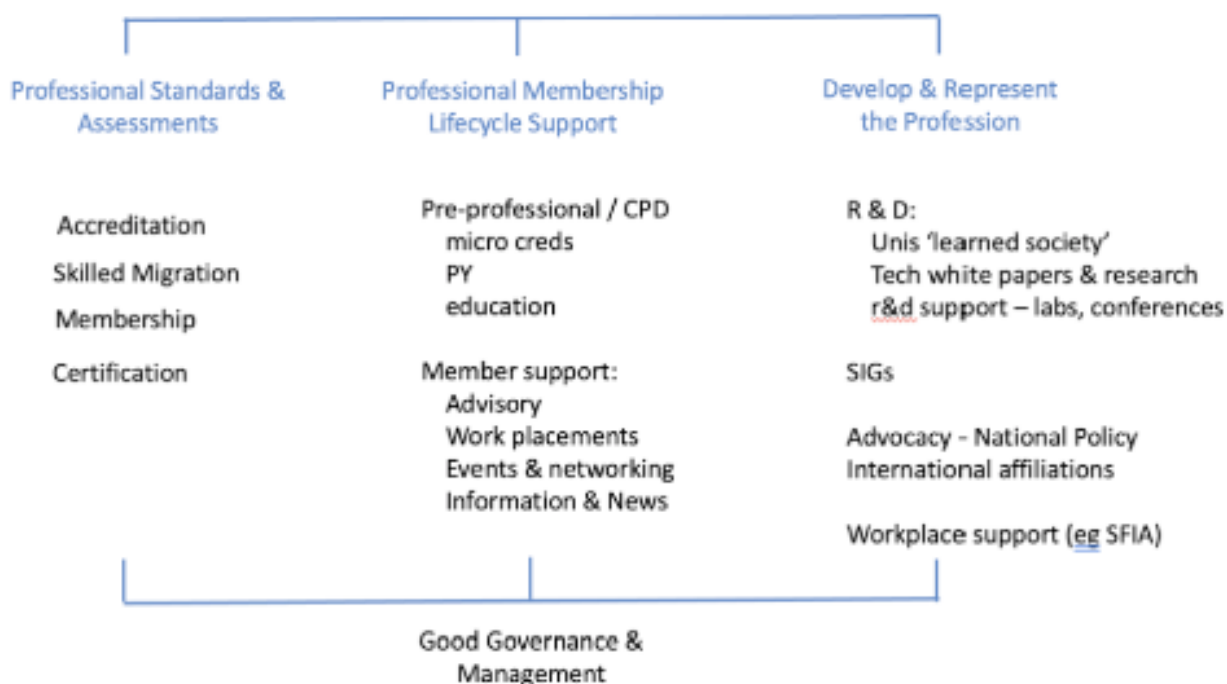 Professional Standards &
Assessments
Accreditation
Skilled Migration
Membership
Certification
Professional Membership
Lifecycle Support
Pre-professional / CPD
micro creds
PY
education
Member support:
Advisory
Work placements
Events & networking
Information & News
Develop & Represent
the Profession
R & D:
Unis ‘learned society’
Tech white papers & research
r&d support – labs, conferences
SIGs
Advocacy - National Policy
International affiliations
Workplace support (eg SFIA)
Good Governance &
Management